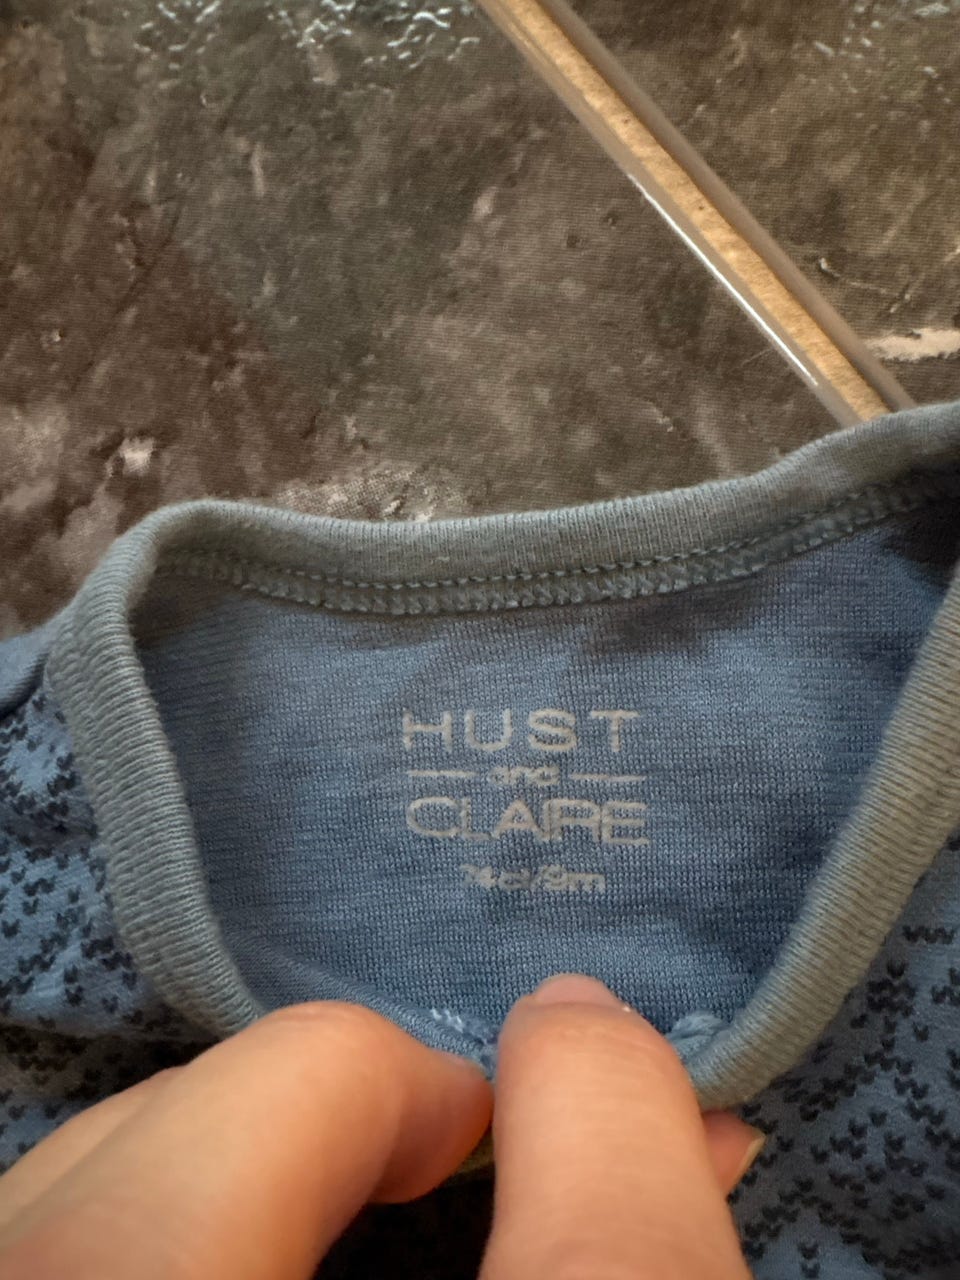 HUST
and
CLAIRE
74cl/9m